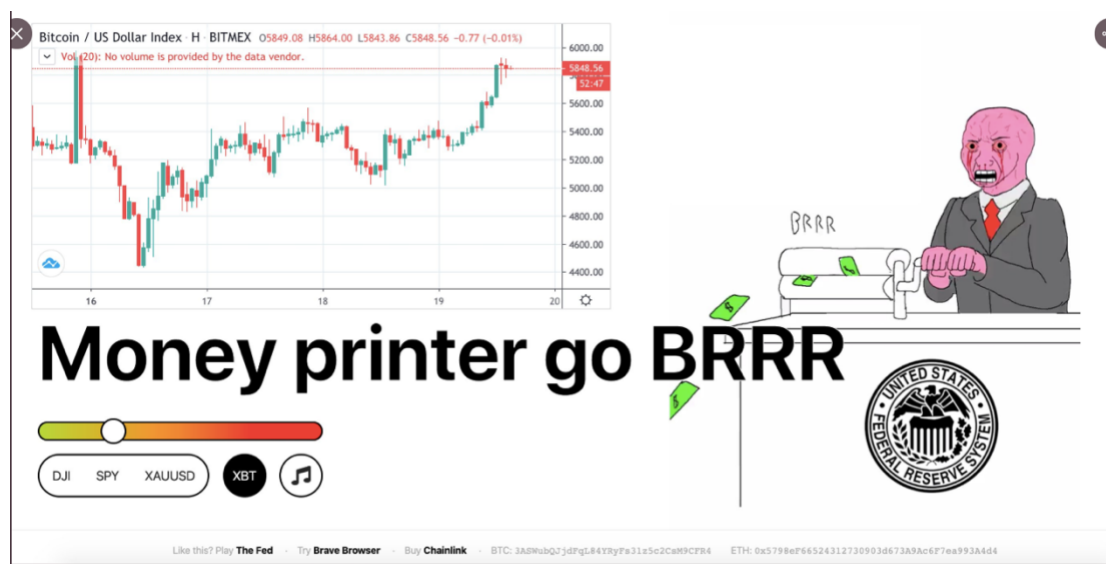 Bitcoin / US Dollar Index · H · BITMEX O5849.08 H5864.00 L5843.86 C5848.56 −0.77 (−0.01%)
Vol (20): No volume is provided by the data vendor.
6000.00
5848.56
52:47
5600.00
5400.00
5200.00
5000.00
4800.00
4600.00
4400.00
16 17 18 19 20
BRRR
$
$
Money printer go BRRR
UNITED STATES
FEDERAL RESERVE SYSTEM
DJI SPY XAUUSD XBT
Like this? Play The Fed · Try Brave Browser · Buy Chainlink · BTC: ETH: